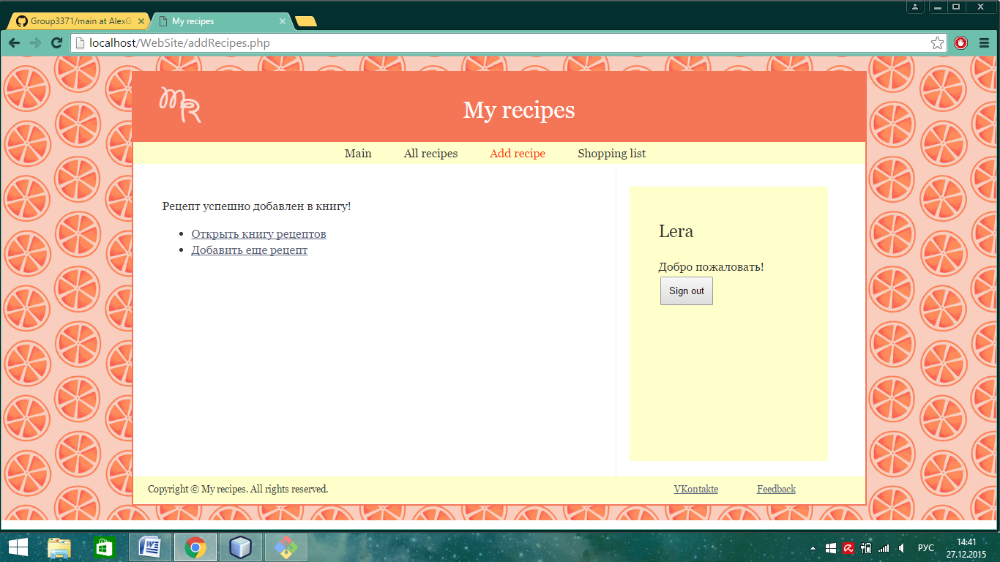 Group3371/main at AlexG
My recipes
localhost/WebSite/addRecipes.php
MR
My recipes
Main All recipes Add recipe Shopping list
Рецепт успешно добавлен в книгу!
Открыть книгу рецептов
Добавить еще рецепт
Lera
Добро пожаловать!
Sign out
Copyright © My recipes. All rights reserved.
VKontakte Feedback
РУС
14:41
27.12.2015